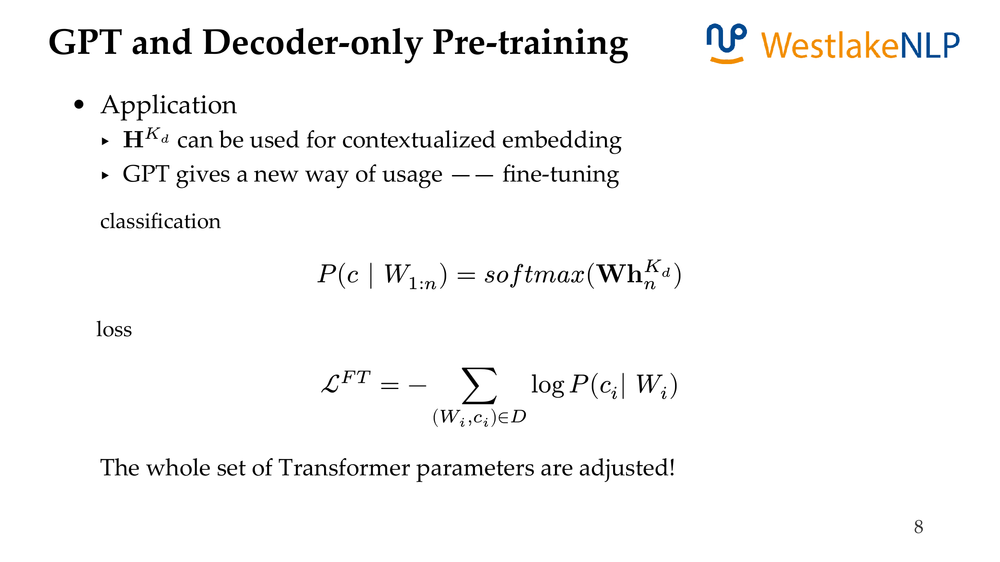 GPT and Decoder-only Pre-training
WestlakeNLP
• Application
▸ $\mathbf{H}^{K_d}$ can be used for contextualized embedding
▸ GPT gives a new way of usage —— fine-tuning
classification
$P(c \mid W_{1:n}) = softmax(\mathbf{W}\mathbf{h}_n^{K_d})$
loss
$\mathcal{L}^{FT} = - \sum_{(W_i,c_i)\in D} \log P(c_i | W_i)$
The whole set of Transformer parameters are adjusted!
8